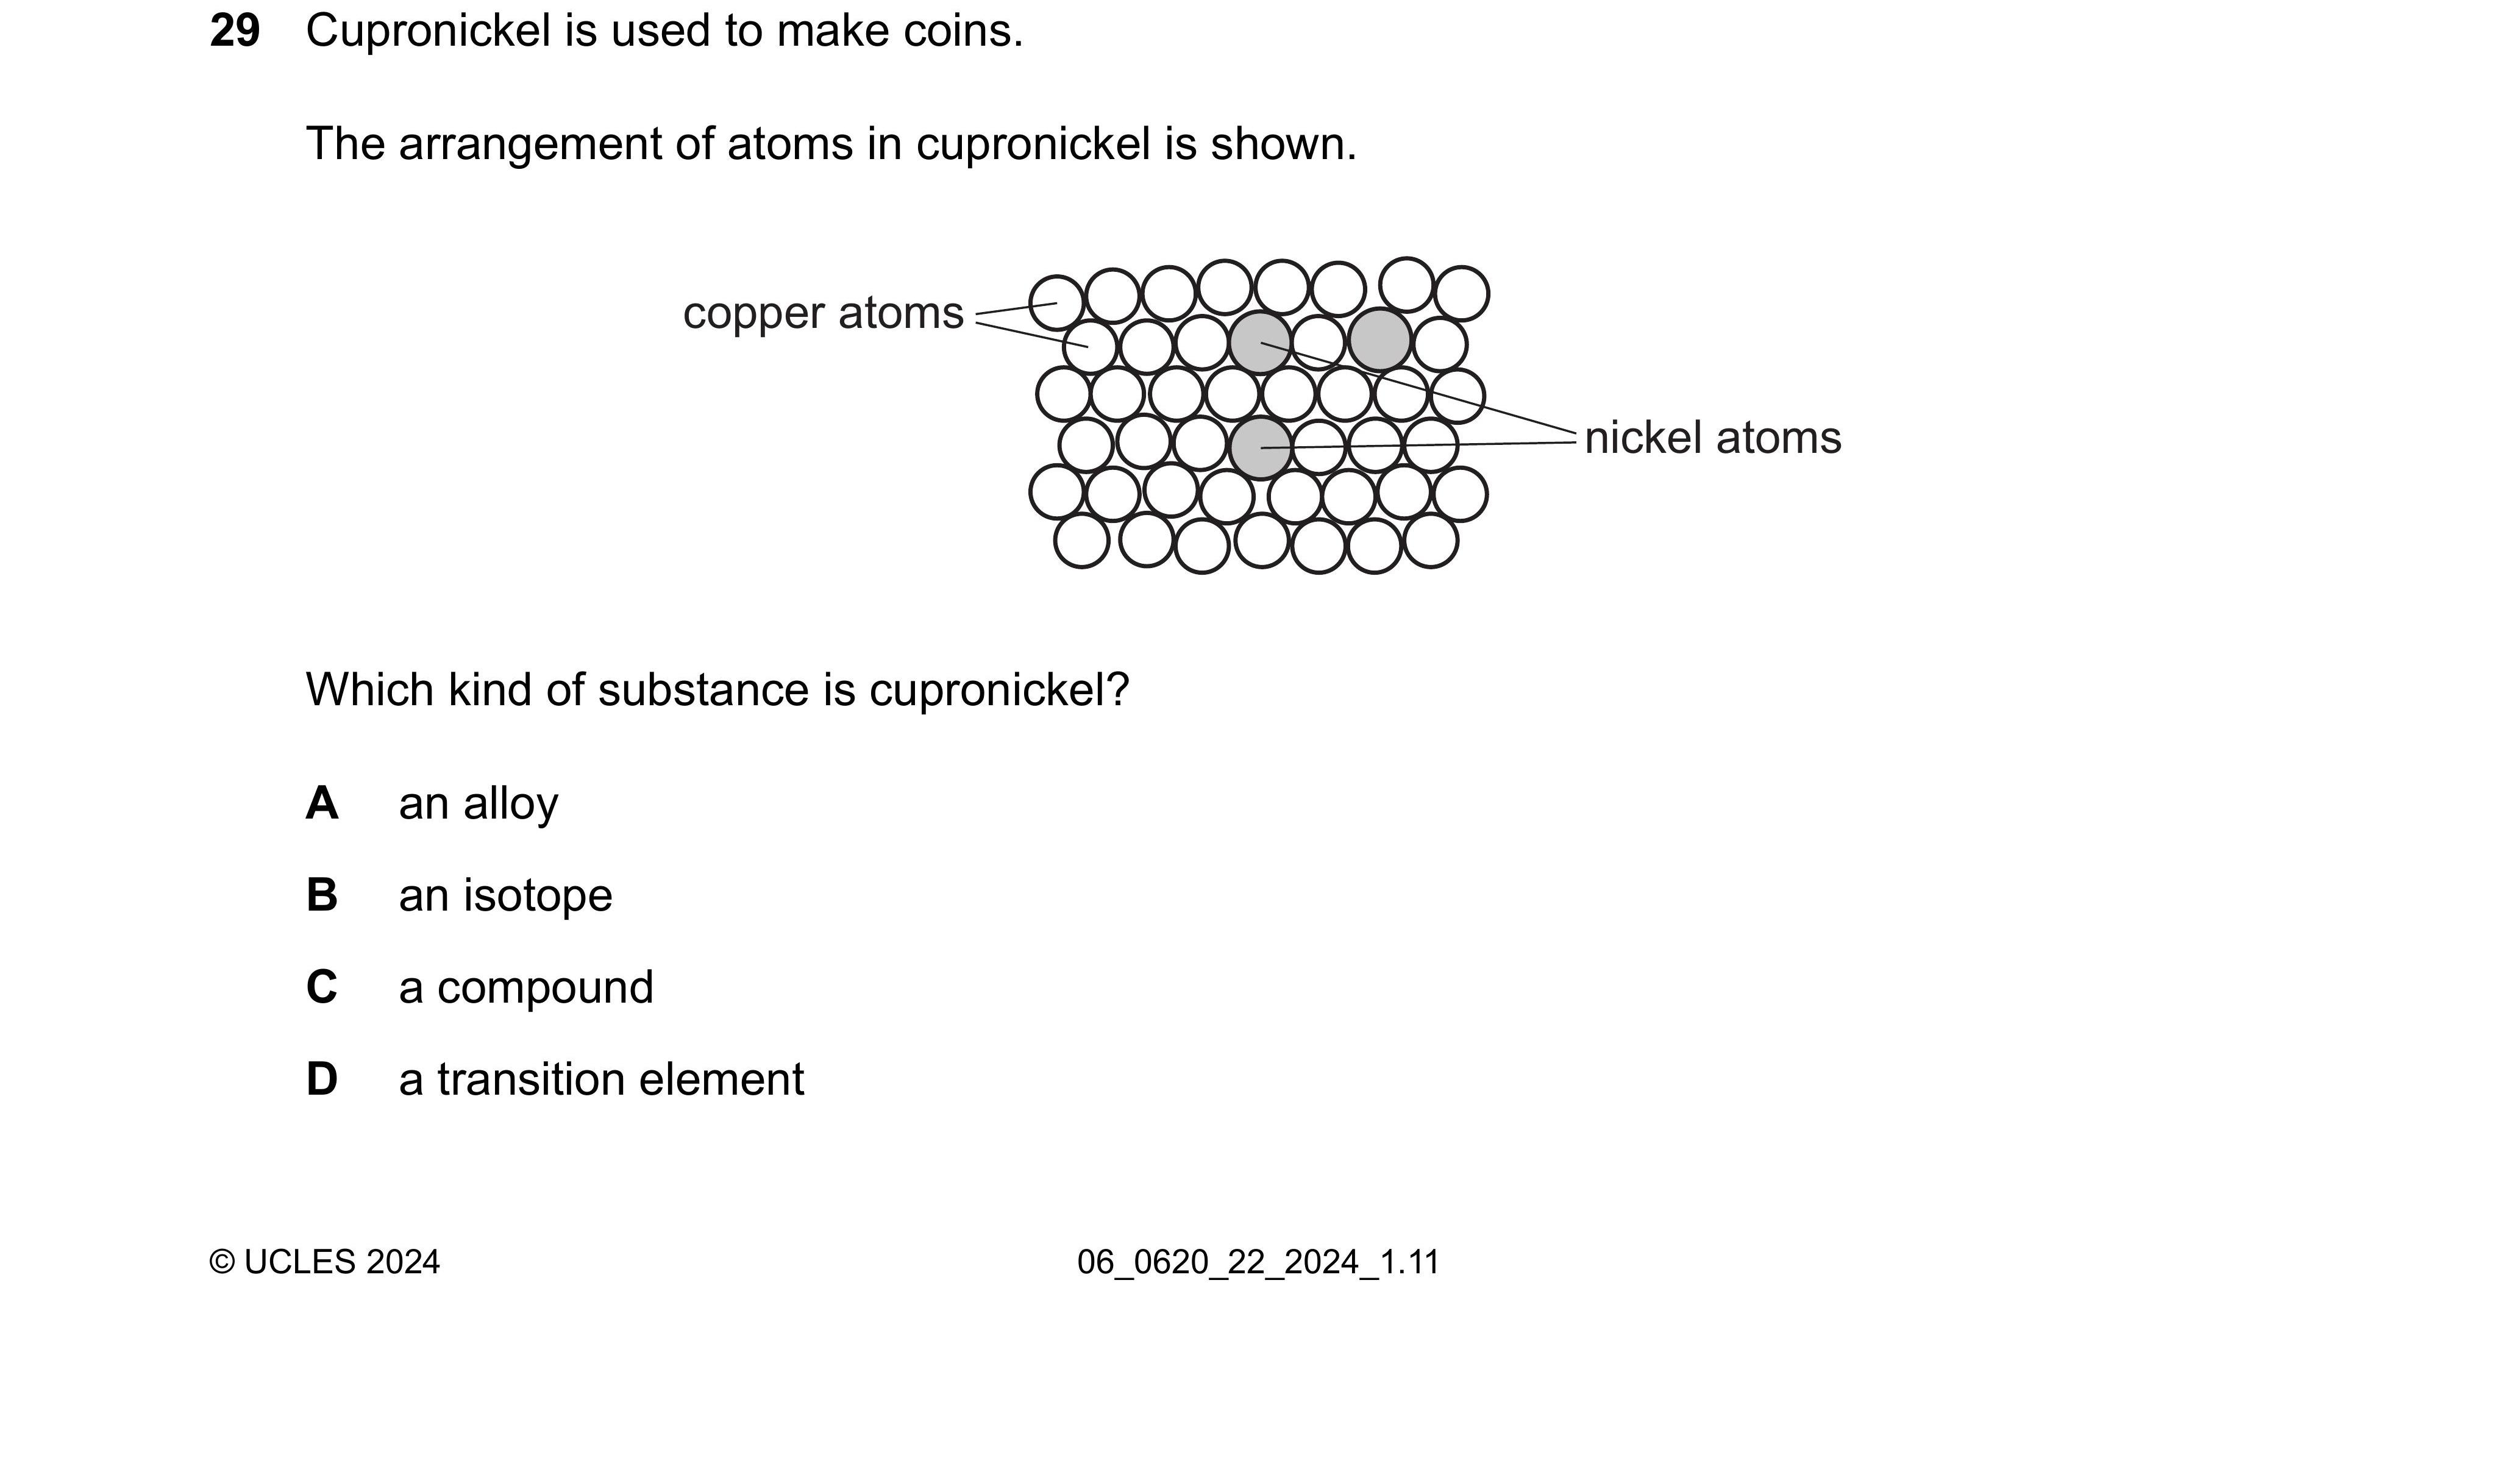 29 Cupronickel is used to make coins.
The arrangement of atoms in cupronickel is shown.
copper atoms
nickel atoms
Which kind of substance is cupronickel?
A an alloy
B an isotope
C a compound
D a transition element
© UCLES 2024 06_0620_22_2024_1.11